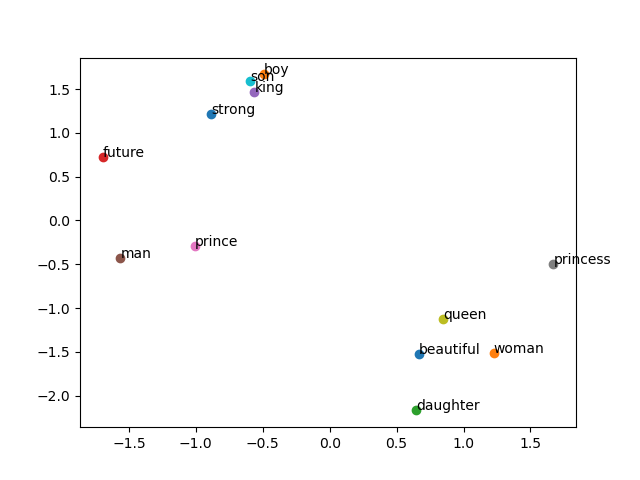 boy
son
king
strong
future
prince
man
princess
queen
beautiful
woman
daughter
1.5
1.0
0.5
0.0
−0.5
−1.0
−1.5
−2.0
−1.5 −1.0 −0.5 0.0 0.5 1.0 1.5